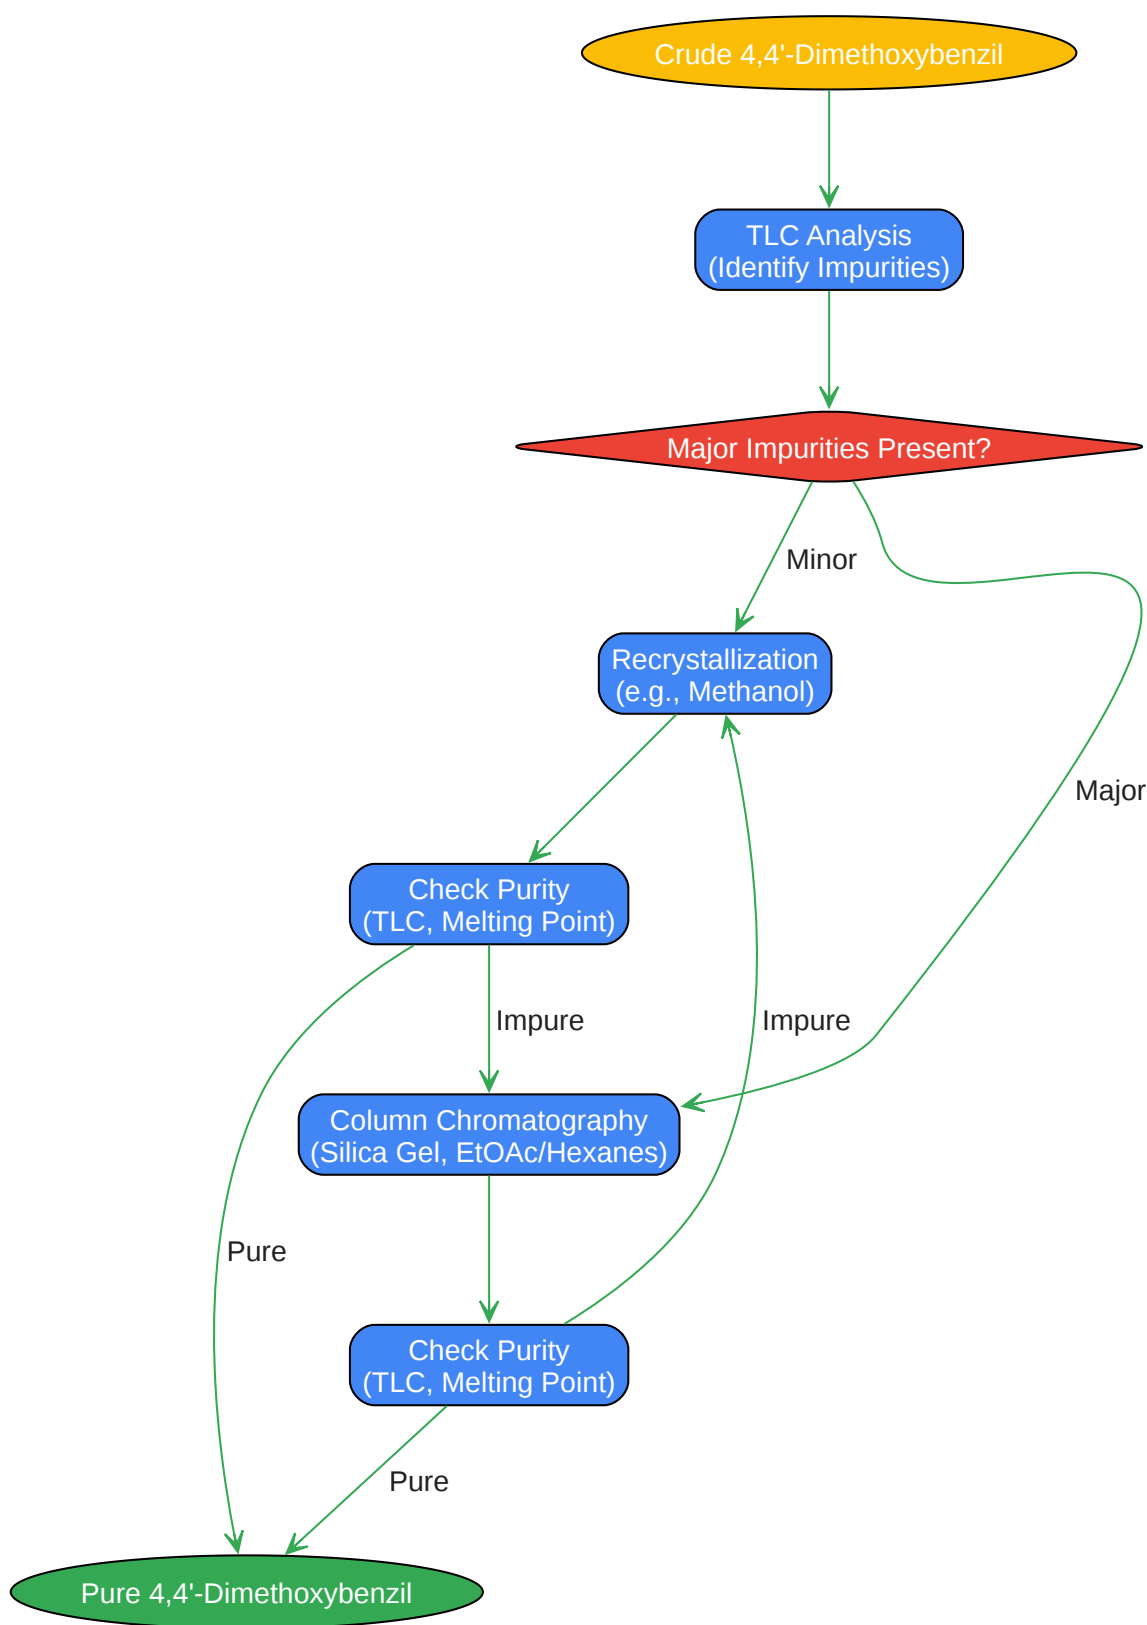 Crude 4,4'-Dimethoxybenzil
TLC Analysis
(Identify Impurities)
Major Impurities Present?
Minor
Recrystallization
(e.g., Methanol)
Major
Check Purity
(TLC, Melting Point)
Impure
Impure
Column Chromatography
(Silica Gel, EtOAc/Hexanes)
Pure
Check Purity
(TLC, Melting Point)
Pure
Pure 4,4'-Dimethoxybenzil